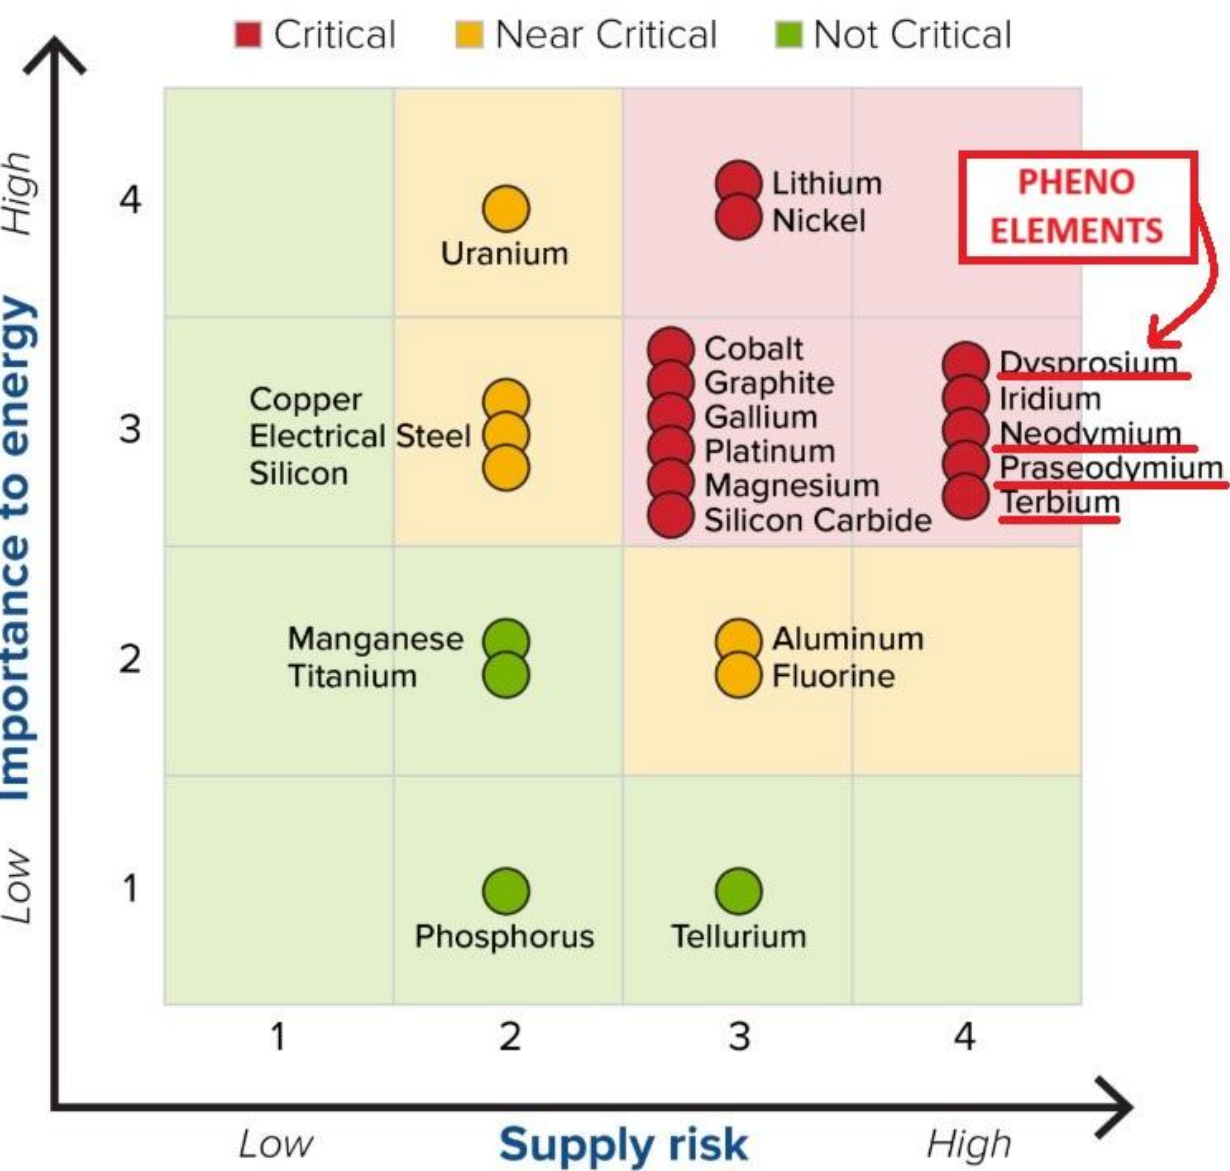 Critical
Near Critical
Not Critical
High
Importance to energy
Low
4
3
2
1
Uranium
Lithium
Nickel
PHENO
ELEMENTS
Copper
Electrical Steel
Silicon
Cobalt
Graphite
Gallium
Platinum
Magnesium
Silicon Carbide
Dysprosium
Iridium
Neodymium
Praseodymium
Terbium
Manganese
Titanium
Aluminum
Fluorine
Phosphorus
Tellurium
1
2
3
4
Low
Supply risk
High